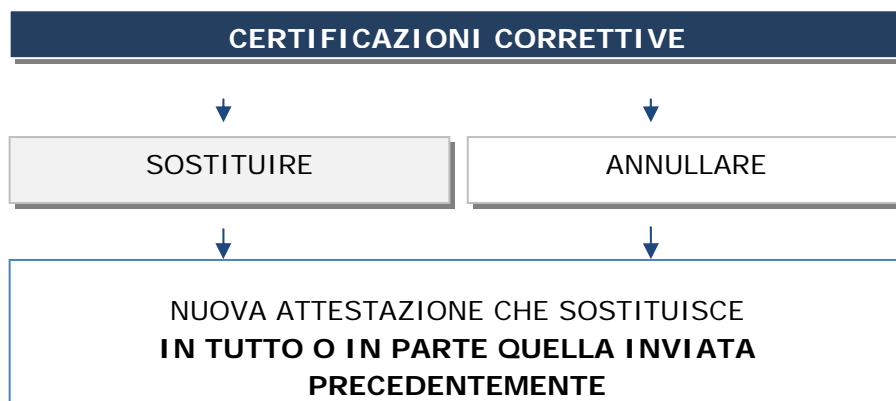 CERTIFICAZIONI CORRETTIVE
SOSTITUIRE
ANNULLARE
NUOVA ATTESTAZIONE CHE SOSTITUISCE
IN TUTTO O IN PARTE QUELLA INVIATA
PRECEDENTEMENTE